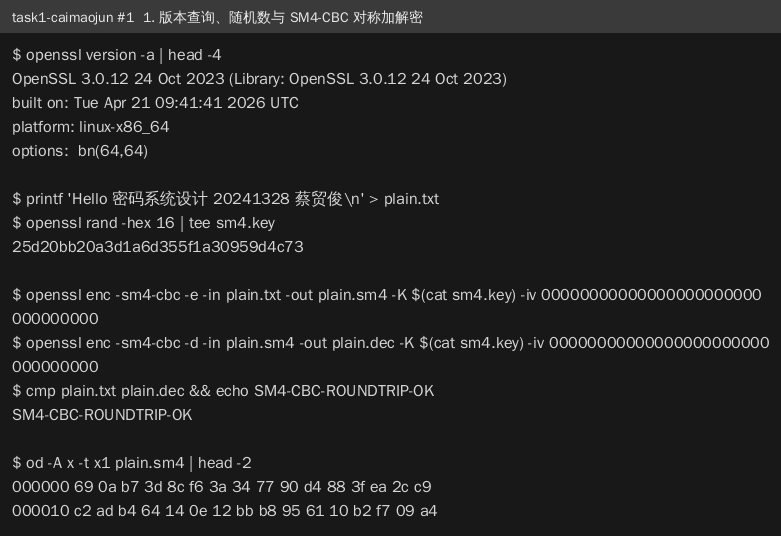 task1-caimaojun #1 1. 版本查询、随机数与 SM4-CBC 对称加解密
$ openssl version -a | head -4
OpenSSL 3.0.12 24 Oct 2023 (Library: OpenSSL 3.0.12 24 Oct 2023)
built on: Tue Apr 21 09:41:41 2026 UTC
platform: linux-x86_64
options:  bn(64,64)
$ printf 'Hello 密码系统设计 20241328 蔡贸俊\n' > plain.txt
$ openssl rand -hex 16 | tee sm4.key
25d20bb20a3d1a6d355f1a30959d4c73
$ openssl enc -sm4-cbc -e -in plain.txt -out plain.sm4 -K $(cat sm4.key) -iv 00000000000000000000000
000000000
$ openssl enc -sm4-cbc -d -in plain.sm4 -out plain.dec -K $(cat sm4.key) -iv 00000000000000000000000
000000000
$ cmp plain.txt plain.dec && echo SM4-CBC-ROUNDTRIP-OK
SM4-CBC-ROUNDTRIP-OK
$ od -A x -t x1 plain.sm4 | head -2
000000 69 0a b7 3d 8c f6 3a 34 77 90 d4 88 3f ea 2c c9
000010 c2 ad b4 64 14 0e 12 bb b8 95 61 10 b2 f7 09 a4